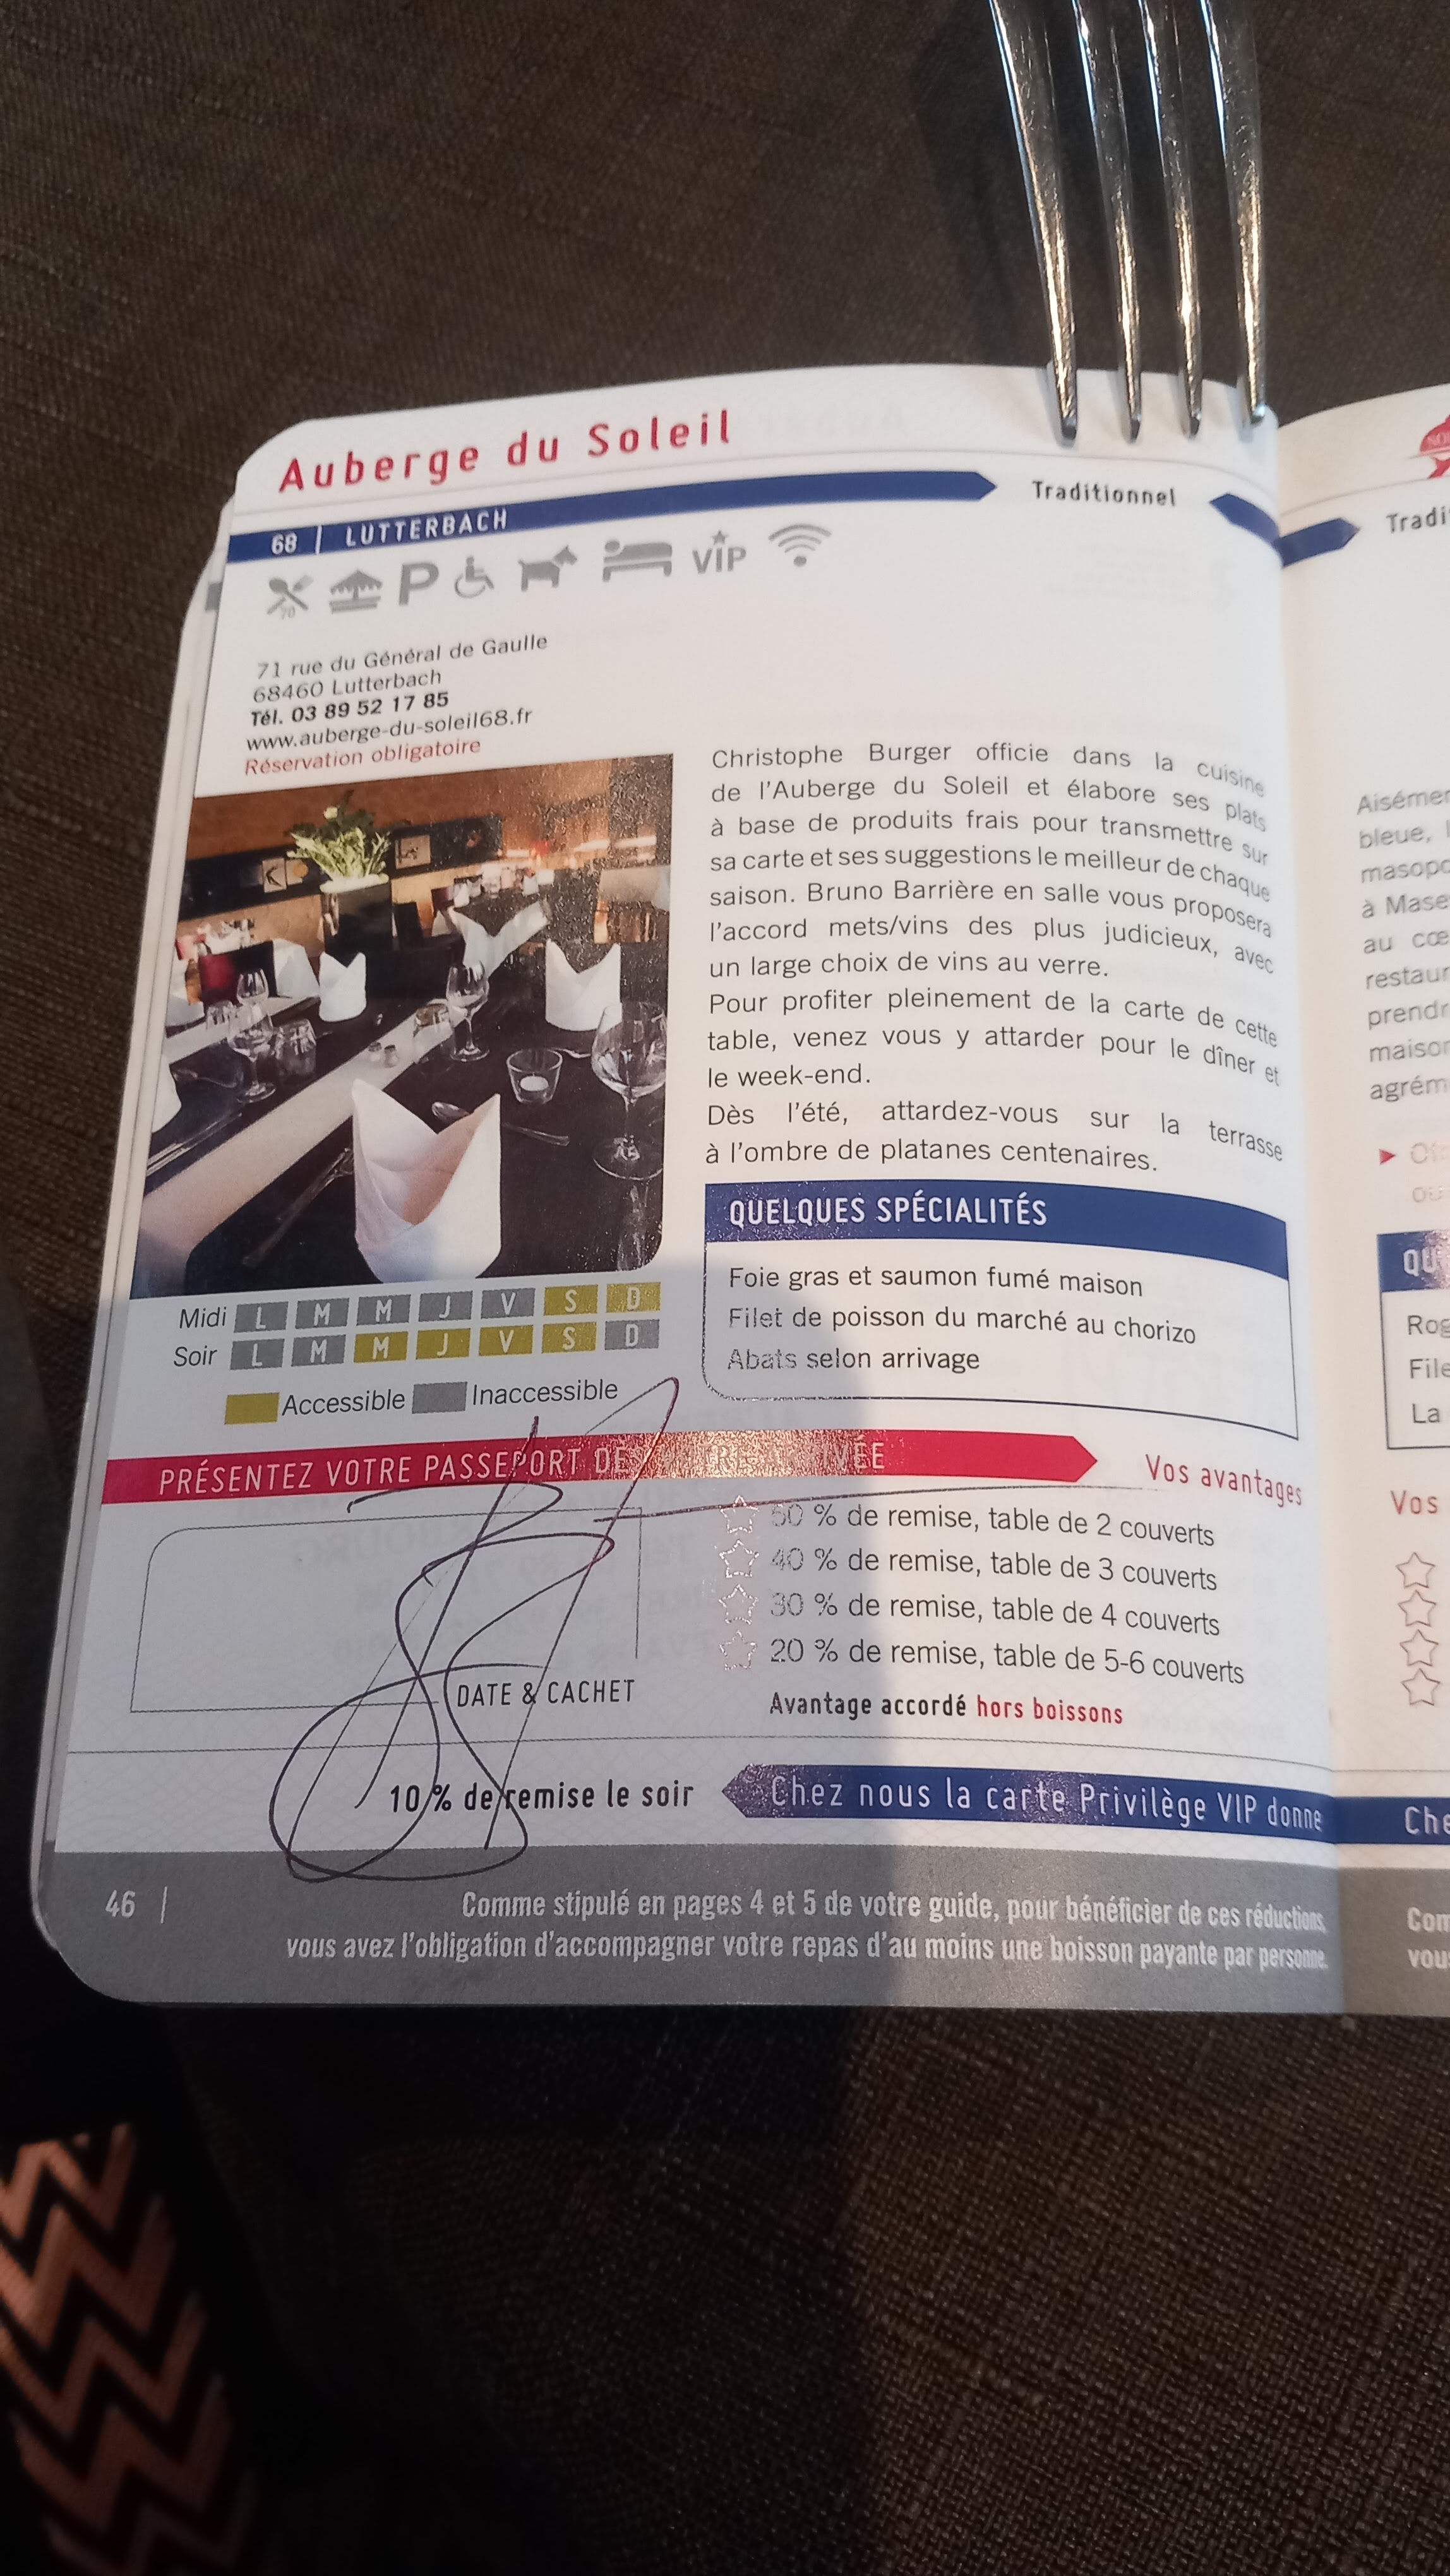 Auberge du Soleil
Traditionnel
68 | LUTTERBACH
70
P
VIP
71 rue du Général de Gaulle
68460 Lutterbach
Tél. 03 89 52 17 85
www.auberge-du-soleil68.fr
Réservation obligatoire
Christophe Burger officie dans la cuisine
de l'Auberge du Soleil et élabore ses plats
à base de produits frais pour transmettre sur
sa carte et ses suggestions le meilleur de chaque
saison. Bruno Barrière en salle vous proposera
l'accord mets/vins des plus judicieux, avec
un large choix de vins au verre.
Pour profiter pleinement de la carte de cette
table, venez vous y attarder pour le dîner et
le week-end.
Dès l'été, attardez-vous sur la terrasse
à l'ombre de platanes centenaires.
QUELQUES SPÉCIALITÉS
Foie gras et saumon fumé maison
Filet de poisson du marché au chorizo
Abats selon arrivage
Midi L M M J V S D
Soir L M M J V S D
Accessible Inaccessible
PRÉSENTEZ VOTRE PASSEPORT DÈS
Vos avantages
50 % de remise, table de 2 couverts
40 % de remise, table de 3 couverts
30 % de remise, table de 4 couverts
20 % de remise, table de 5-6 couverts
Avantage accordé hors boissons
DATE & CACHET
10 % de remise le soir
Chez nous la carte Privilège VIP donne
46 |
Comme stipulé en pages 4 et 5 de votre guide, pour bénéficier de ces réductions,
vous avez l'obligation d'accompagner votre repas d'au moins une boisson payante par personne.
bleue,
à Mase
au
maison
La
Vos